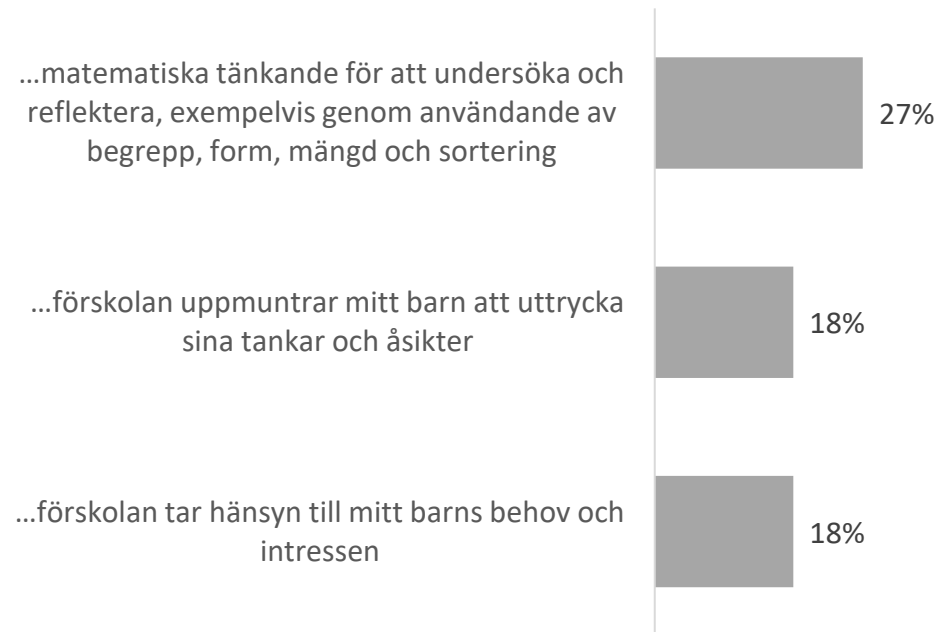 ...matematiska tänkande för att undersöka och
reflektera, exempelvis genom användande av
begrepp, form, mängd och sortering
27%
...förskolan uppmuntrar mitt barn att uttrycka
sina tankar och åsikter
18%
...förskolan tar hänsyn till mitt barns behov och
intressen
18%